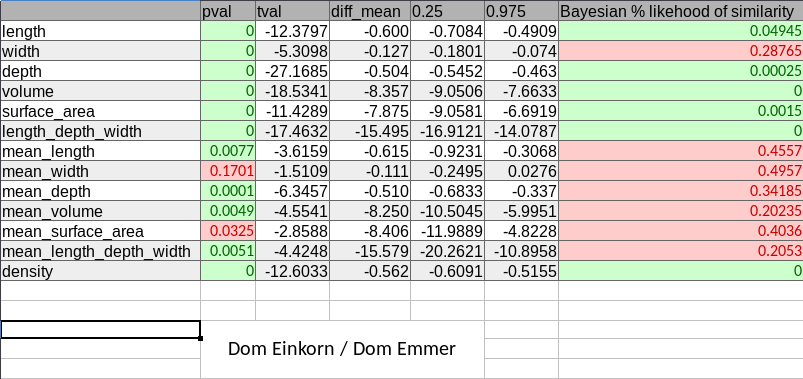 pval tval diff_mean 0.25 0.975 Bayesian % likehood of similarity
length 0 -12.3797 -0.600 -0.7084 -0.4909 0.04945
width 0 -5.3098 -0.127 -0.1801 -0.074 0.28765
depth 0 -27.1685 -0.504 -0.5452 -0.463 0.00025
volume 0 -18.5341 -8.357 -9.0506 -7.6633 0
surface_area 0 -11.4289 -7.875 -9.0581 -6.6919 0.0015
length_depth_width 0 -17.4632 -15.495 -16.9121 -14.0787 0
mean_length 0.0077 -3.6159 -0.615 -0.9231 -0.3068 0.4557
mean_width 0.1701 -1.5109 -0.111 -0.2495 0.0276 0.4957
mean_depth 0.0001 -6.3457 -0.510 -0.6833 -0.337 0.34185
mean_volume 0.0049 -4.5541 -8.250 -10.5045 -5.9951 0.20235
mean_surface_area 0.0325 -2.8588 -8.406 -11.9889 -4.8228 0.4036
mean_length_depth_width 0.0051 -4.4248 -15.579 -20.2621 -10.8958 0.2053
density 0 -12.6033 -0.562 -0.6091 -0.5155 0
Dom Einkorn / Dom Emmer